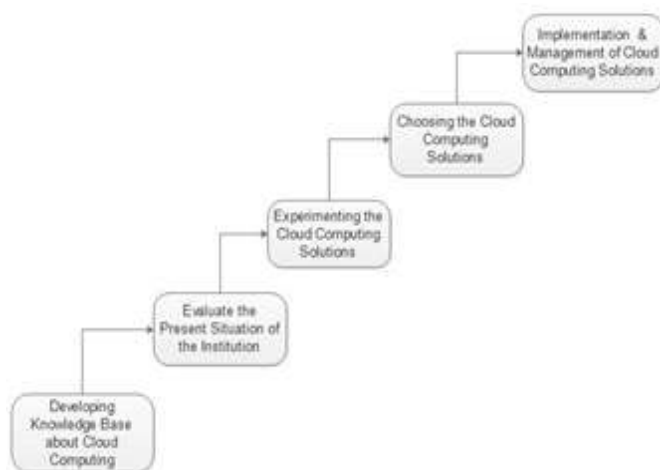 Implementation &
Management of Cloud
Computing Solutions
Choosing the Cloud
Computing
Solutions
Experimenting the
Cloud Computing
Solutions
Evaluate the
Present Situation of
the Institution
Developing
Knowledge Base
about Cloud
Computing